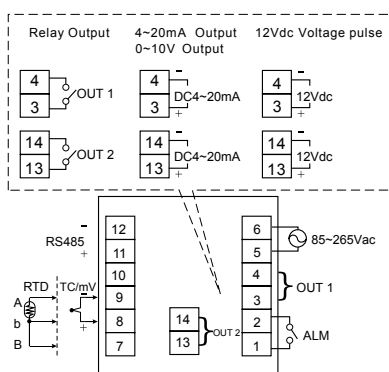 Relay Output
4~20mA Output
0~10V Output
12Vdc Voltage pulse
4
3
OUT 1
4
3
-
DC4~20mA
+
4
3
-
12Vdc
+
14
13
OUT 2
14
13
-
DC4~20mA
+
14
13
-
12Vdc
+
RS485
-
+
12
11
10
9
8
7
RTD
TC/mV
A
b
B
-
+
14
13
OUT 2
6
5
4
3
2
1
85~265Vac
OUT 1
ALM